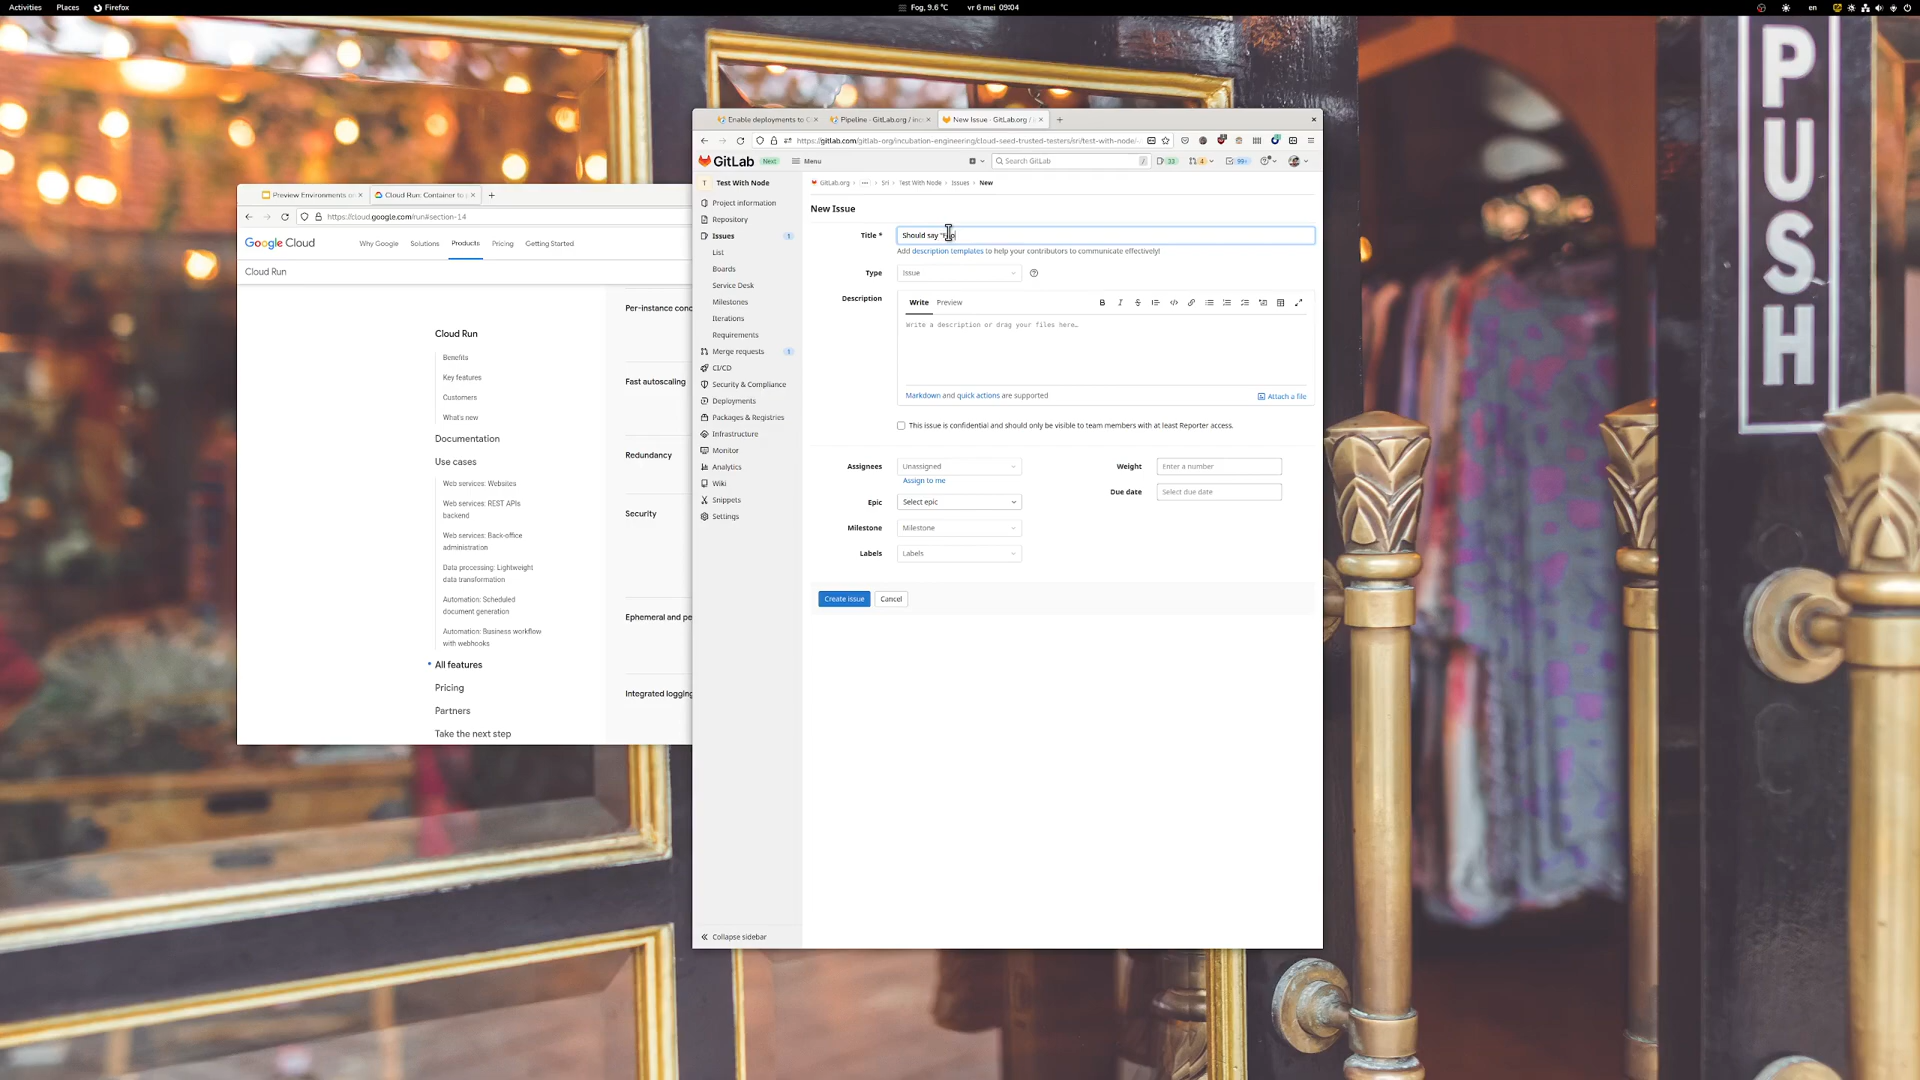 Activities Places Firefox
Fog, 9.6 °C vr 6 mei 09:04
en
PUSH
Preview Environments on
Cloud Run: Container to
https://cloud.google.com/run#section-14
Google Cloud
Why Google Solutions Products Pricing Getting Started
Cloud Run
Cloud Run
Benefits
Key features
Customers
What's new
Documentation
Use cases
Web services: Websites
Web services: REST APIs
backend
Web services: Back-office
administration
Data processing: Lightweight
data transformation
Automation: Scheduled
document generation
Automation: Business workflow
with webhooks
All features
Pricing
Partners
Take the next step
Per-instance conc
Fast autoscaling
Redundancy
Security
Ephemeral and pe
Integrated logging
Enable deployments to C
Pipeline · GitLab.org / inc
New Issue · GitLab.org /
https://gitlab.com/gitlab-org/incubation-engineering/cloud-seed-trusted-testers/sri/test-with-node/
GitLab Next Menu
Search GitLab /
33 4 99+
T Test With Node
Project information
Repository
Issues 1
List
Boards
Service Desk
Milestones
Iterations
Requirements
Merge requests 1
CI/CD
Security & Compliance
Deployments
Packages & Registries
Infrastructure
Monitor
Analytics
Wiki
Snippets
Settings
Collapse sidebar
GitLab.org > ... > Sri > Test With Node > Issues > New
New Issue
Title *
Should say "
Add description templates to help your contributors to communicate effectively!
Type
Issue
Description
Write Preview
Write a description or drag your files here…
Markdown and quick actions are supported
Attach a file
This issue is confidential and should only be visible to team members with at least Reporter access.
Assignees
Unassigned
Assign to me
Epic
Select epic
Milestone
Milestone
Labels
Labels
Weight
Enter a number
Due date
Select due date
Create issue Cancel